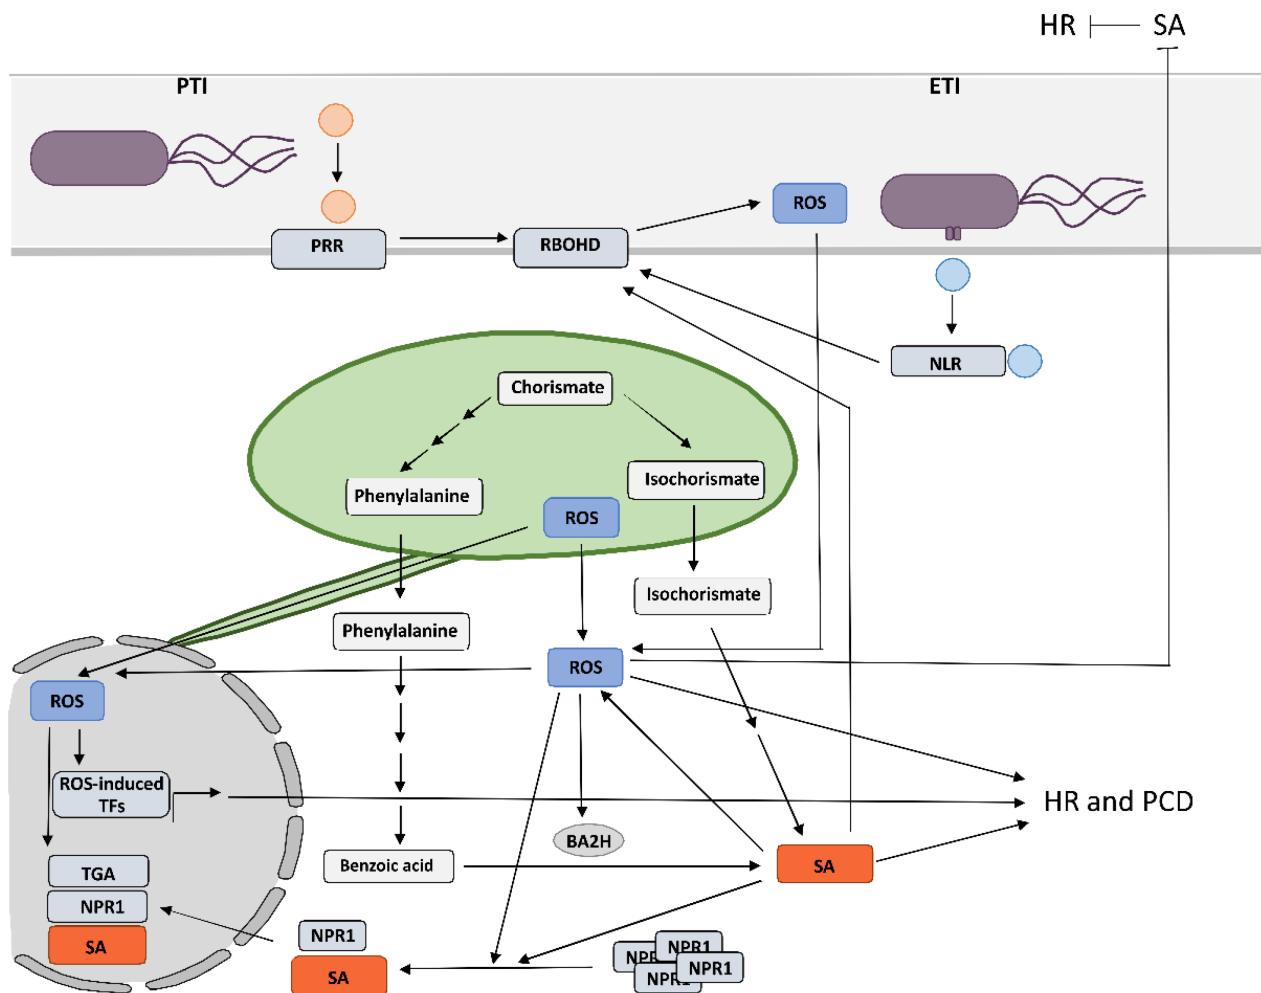 HR SA
PTI
ETI
ROS
PRR
RBOHD
NLR
Chorismate
Phenylalanine
Isochorismate
ROS
Isochorismate
Phenylalanine
ROS
ROS
ROS-induced
TFs
HR and PCD
BA2H
Benzoic acid
SA
TGA
NPR1
SA
NPR1
SA
NPR1
NPR1
NPR1